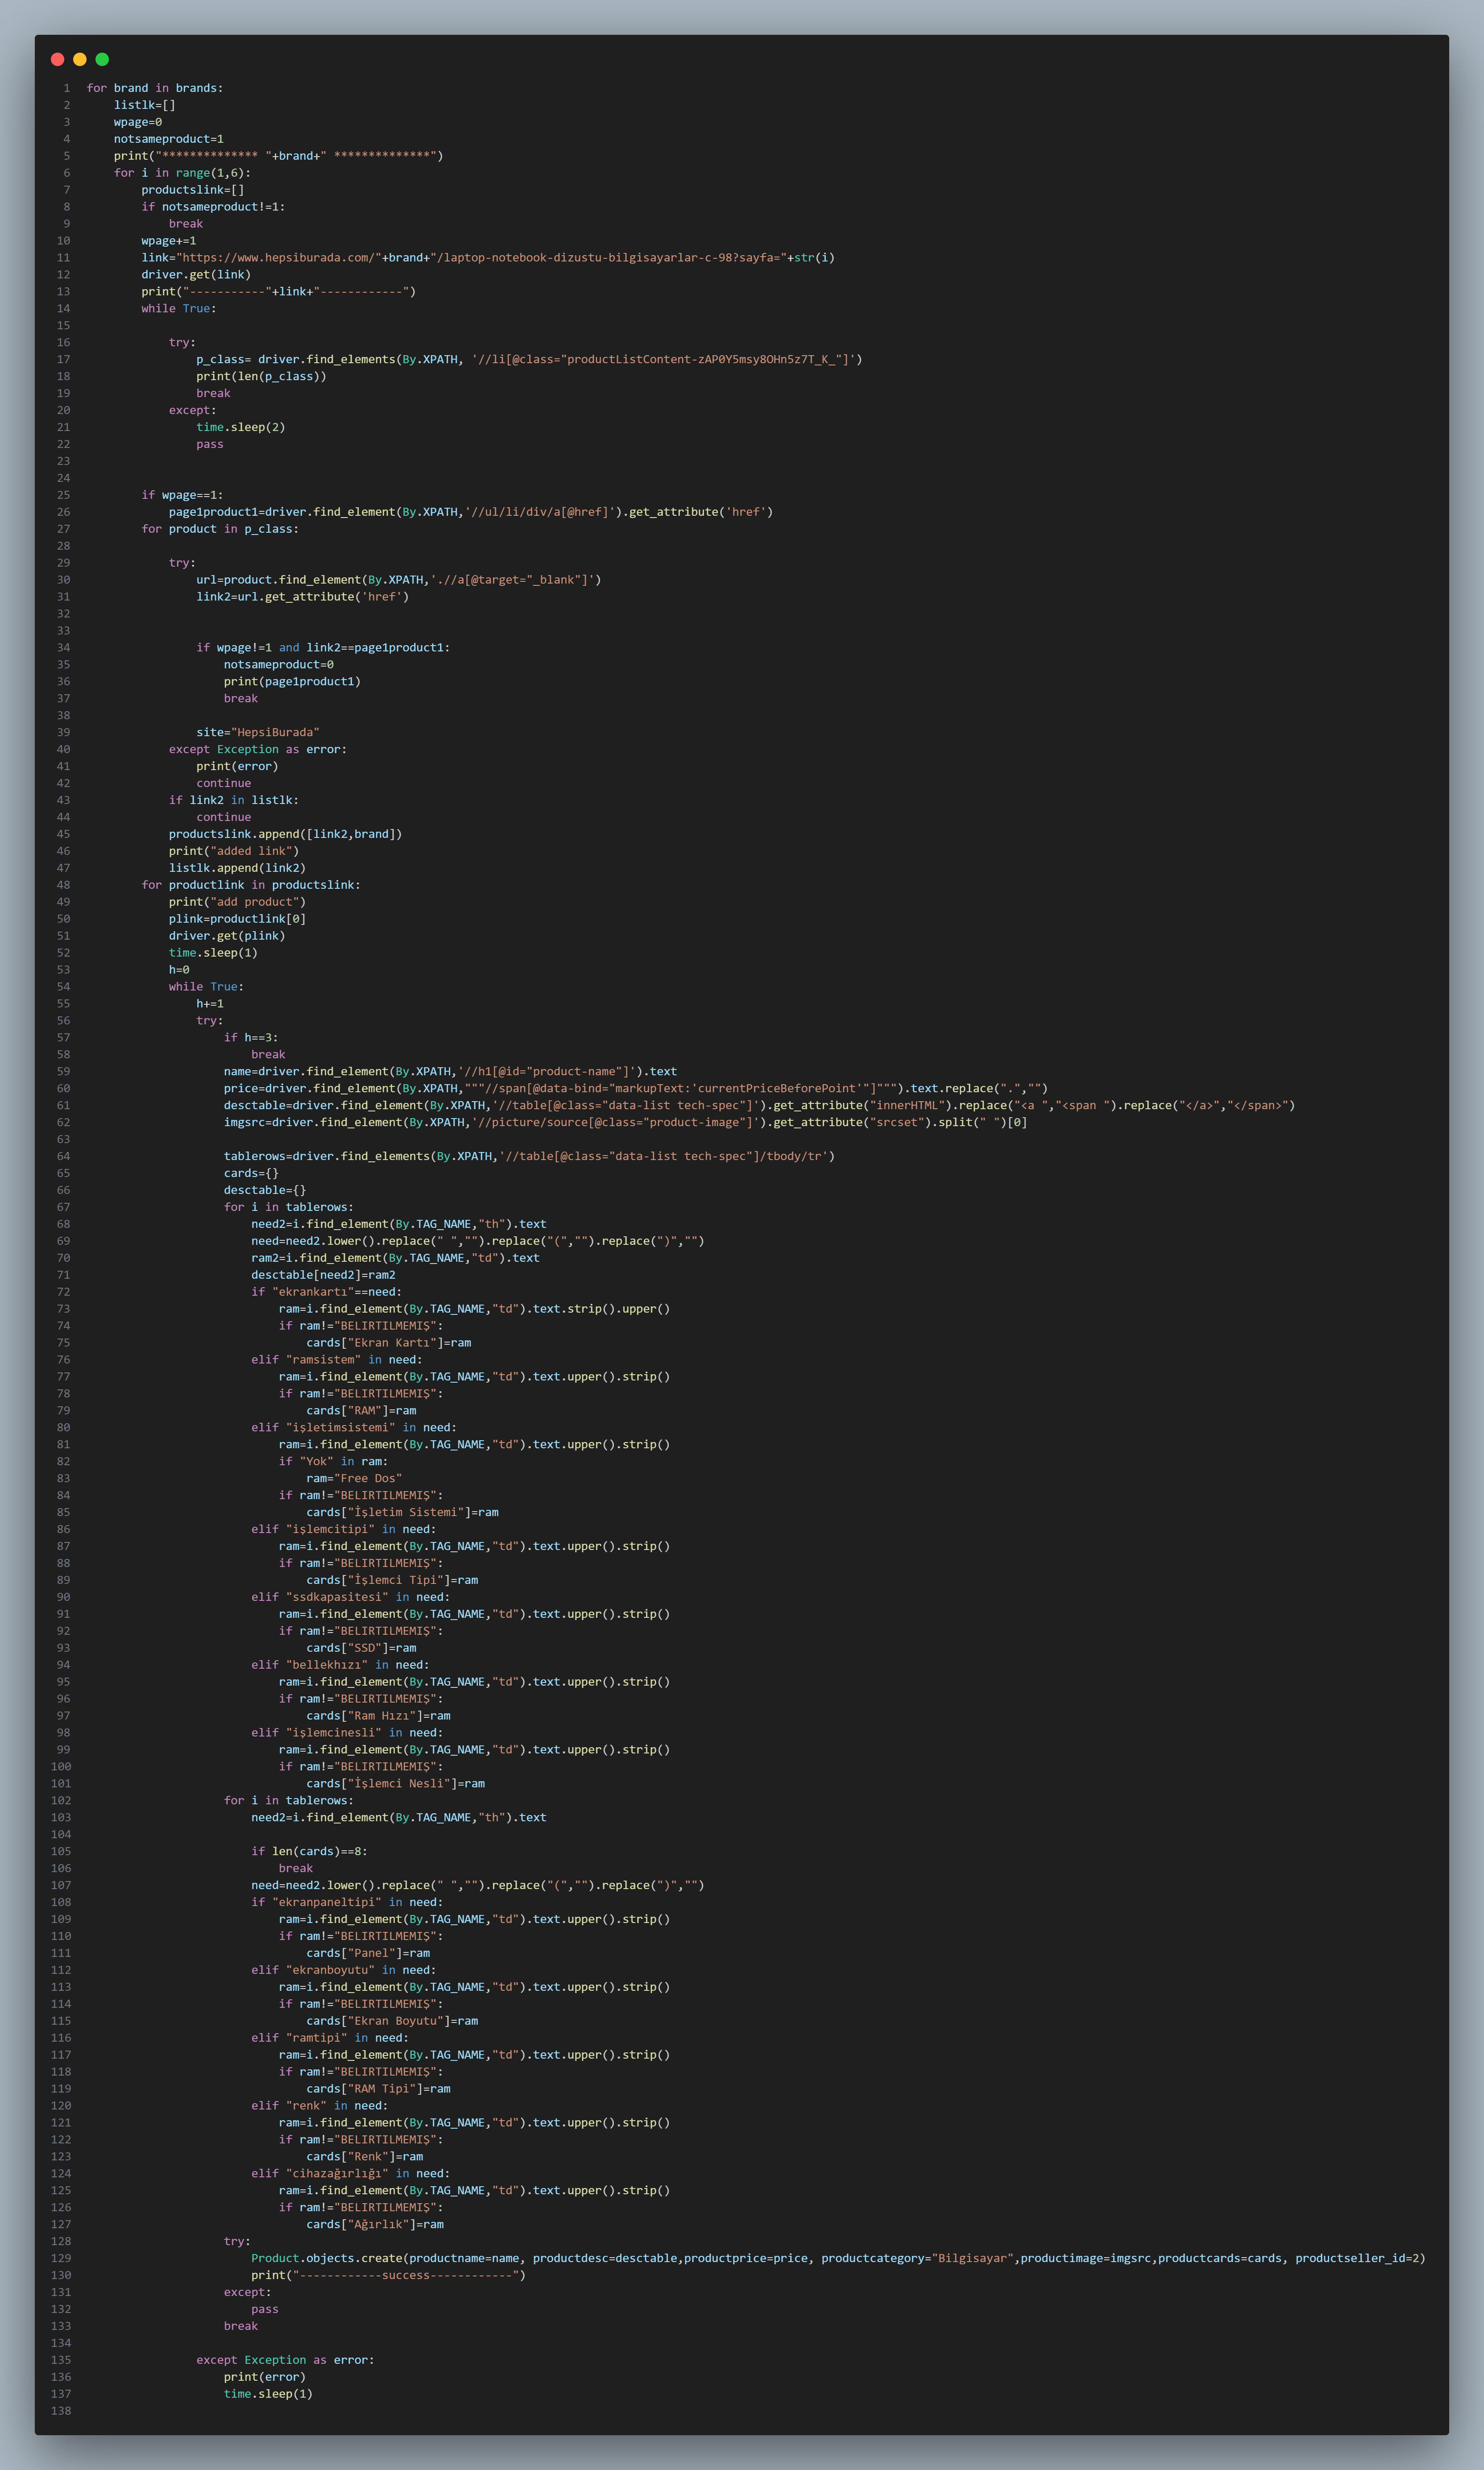 1 for brand in brands:
2     listlk=[]
3     wpage=0
4     notsameproduct=1
5     print("************** "+brand+" **************")
6     for i in range(1,6):
7         productslink=[]
8         if notsameproduct!=1:
9             break
10         wpage+=1
11         link="https://www.hepsiburada.com/"+brand+"/laptop-notebook-dizustu-bilgisayarlar-c-98?sayfa="+str(i)
12         driver.get(link)
13         print("-----------"+link+"------------")
14         while True:
15
16             try:
17                 p_class= driver.find_elements(By.XPATH, '//li[@class="productListContent-zAP0Y5msy8OHn5z7T_K_"]')
18                 print(len(p_class))
19                 break
20             except:
21                 time.sleep(2)
22                 pass
23
24
25         if wpage==1:
26             page1product1=driver.find_element(By.XPATH,'//ul/li/div/a[@href]').get_attribute('href')
27         for product in p_class:
28
29             try:
30                 url=product.find_element(By.XPATH,'.//a[@target="_blank"]')
31                 link2=url.get_attribute('href')
32
33
34                 if wpage!=1 and link2==page1product1:
35                     notsameproduct=0
36                     print(page1product1)
37                     break
38
39                 site="HepsiBurada"
40             except Exception as error:
41                 print(error)
42                 continue
43             if link2 in listlk:
44                 continue
45             productslink.append([link2,brand])
46             print("added link")
47             listlk.append(link2)
48         for productlink in productslink:
49             print("add product")
50             plink=productlink[0]
51             driver.get(plink)
52             time.sleep(1)
53             h=0
54             while True:
55                 h+=1
56                 try:
57                     if h==3:
58                         break
59                     name=driver.find_element(By.XPATH,'//h1[@id="product-name"]').text
60                     price=driver.find_element(By.XPATH,"""//span[@data-bind="markupText:'currentPriceBeforePoint'"]""").text.replace(".","")
61                     desctable=driver.find_element(By.XPATH,'//table[@class="data-list tech-spec"]').get_attribute("innerHTML").replace("<a ","<span ").replace("</a>","</span>")
62                     imgsrc=driver.find_element(By.XPATH,'//picture/source[@class="product-image"]').get_attribute("srcset").split(" ")[0]
63
64                     tablerows=driver.find_elements(By.XPATH,'//table[@class="data-list tech-spec"]/tbody/tr')
65                     cards={}
66                     desctable={}
67                     for i in tablerows:
68                         need2=i.find_element(By.TAG_NAME,"th").text
69                         need=need2.lower().replace(" ","").replace("(","").replace(")","")
70                         ram2=i.find_element(By.TAG_NAME,"td").text
71                         desctable[need2]=ram2
72                         if "ekrankartı"==need:
73                             ram=i.find_element(By.TAG_NAME,"td").text.strip().upper()
74                             if ram!="BELIRTILMEMIŞ":
75                                 cards["Ekran Kartı"]=ram
76                         elif "ramsistem" in need:
77                             ram=i.find_element(By.TAG_NAME,"td").text.upper().strip()
78                             if ram!="BELIRTILMEMIŞ":
79                                 cards["RAM"]=ram
80                         elif "işletimsistemi" in need:
81                             ram=i.find_element(By.TAG_NAME,"td").text.upper().strip()
82                             if "Yok" in ram:
83                                 ram="Free Dos"
84                             if ram!="BELIRTILMEMIŞ":
85                                 cards["İşletim Sistemi"]=ram
86                         elif "işlemcitipi" in need:
87                             ram=i.find_element(By.TAG_NAME,"td").text.upper().strip()
88                             if ram!="BELIRTILMEMIŞ":
89                                 cards["İşlemci Tipi"]=ram
90                         elif "ssdkapasitesi" in need:
91                             ram=i.find_element(By.TAG_NAME,"td").text.upper().strip()
92                             if ram!="BELIRTILMEMIŞ":
93                                 cards["SSD"]=ram
94                         elif "bellekhızı" in need:
95                             ram=i.find_element(By.TAG_NAME,"td").text.upper().strip()
96                             if ram!="BELIRTILMEMIŞ":
97                                 cards["Ram Hızı"]=ram
98                         elif "işlemcinesli" in need:
99                             ram=i.find_element(By.TAG_NAME,"td").text.upper().strip()
100                             if ram!="BELIRTILMEMIŞ":
101                                 cards["İşlemci Nesli"]=ram
102                     for i in tablerows:
103                         need2=i.find_element(By.TAG_NAME,"th").text
104
105                         if len(cards)==8:
106                             break
107                         need=need2.lower().replace(" ","").replace("(","").replace(")","")
108                         if "ekranpaneltipi" in need:
109                             ram=i.find_element(By.TAG_NAME,"td").text.upper().strip()
110                             if ram!="BELIRTILMEMIŞ":
111                                 cards["Panel"]=ram
112                         elif "ekranboyutu" in need:
113                             ram=i.find_element(By.TAG_NAME,"td").text.upper().strip()
114                             if ram!="BELIRTILMEMIŞ":
115                                 cards["Ekran Boyutu"]=ram
116                         elif "ramtipi" in need:
117                             ram=i.find_element(By.TAG_NAME,"td").text.upper().strip()
118                             if ram!="BELIRTILMEMIŞ":
119                                 cards["RAM Tipi"]=ram
120                         elif "renk" in need:
121                             ram=i.find_element(By.TAG_NAME,"td").text.upper().strip()
122                             if ram!="BELIRTILMEMIŞ":
123                                 cards["Renk"]=ram
124                         elif "cihazağırlığı" in need:
125                             ram=i.find_element(By.TAG_NAME,"td").text.upper().strip()
126                             if ram!="BELIRTILMEMIŞ":
127                                 cards["Ağırlık"]=ram
128                     try:
129                         Product.objects.create(productname=name, productdesc=desctable,productprice=price, productcategory="Bilgisayar",productimage=imgsrc,productcards=cards, productseller_id=2)
130                         print("------------success------------")
131                     except:
132                         pass
133                     break
134
135                 except Exception as error:
136                     print(error)
137                     time.sleep(1)
138